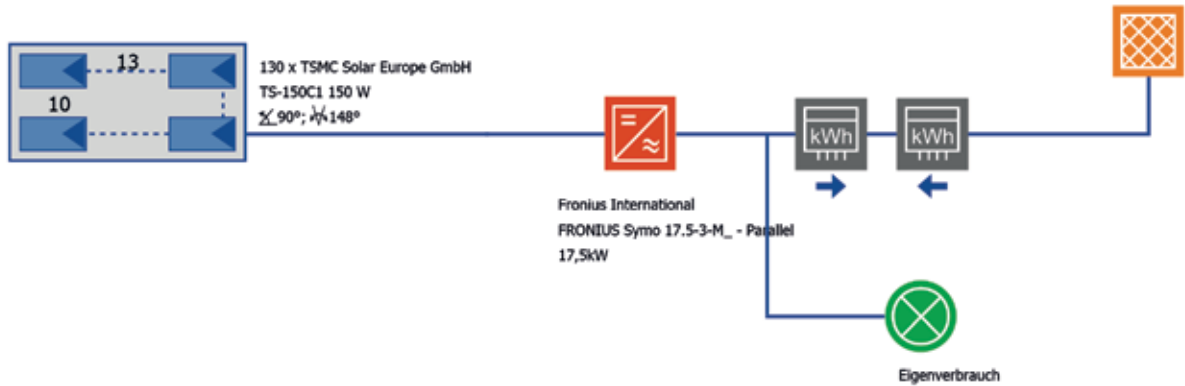 13
10
130 x TSMC Solar Europe GmbH
TS-150C1 150 W
90°; 148°
kWh
kWh
Fronius International
FRONIUS Symo 17.5-3-M_ - Parallel
17,5kW
Eigenverbrauch